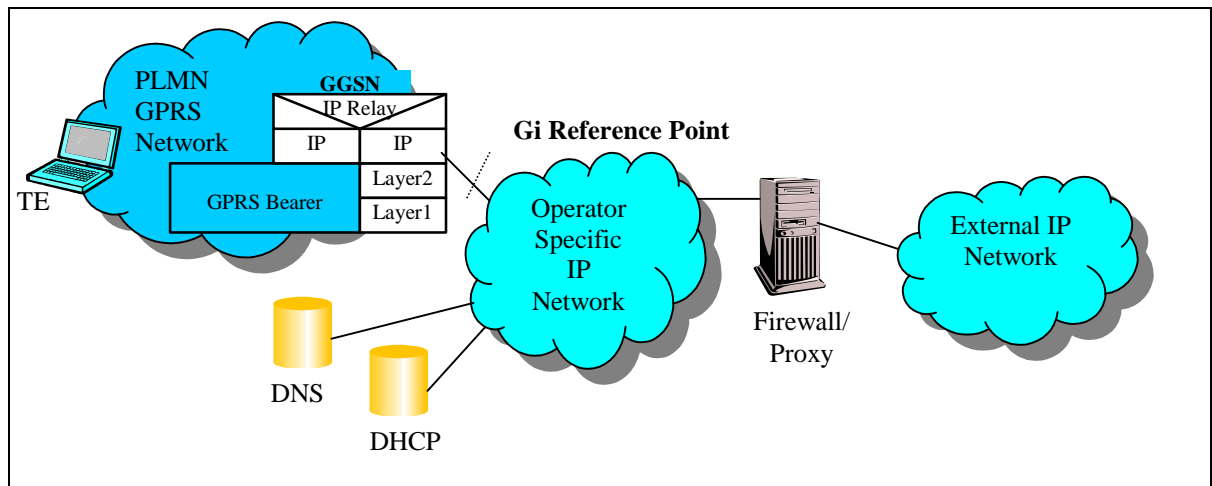 PLMN
GPRS
Network
GGSN
IP Relay
IP
IP
Layer2
Layer1
GPRS Bearer
TE
Gi Reference Point
Operator
Specific
IP
Network
DNS
DHCP
Firewall/
Proxy
External IP
Network